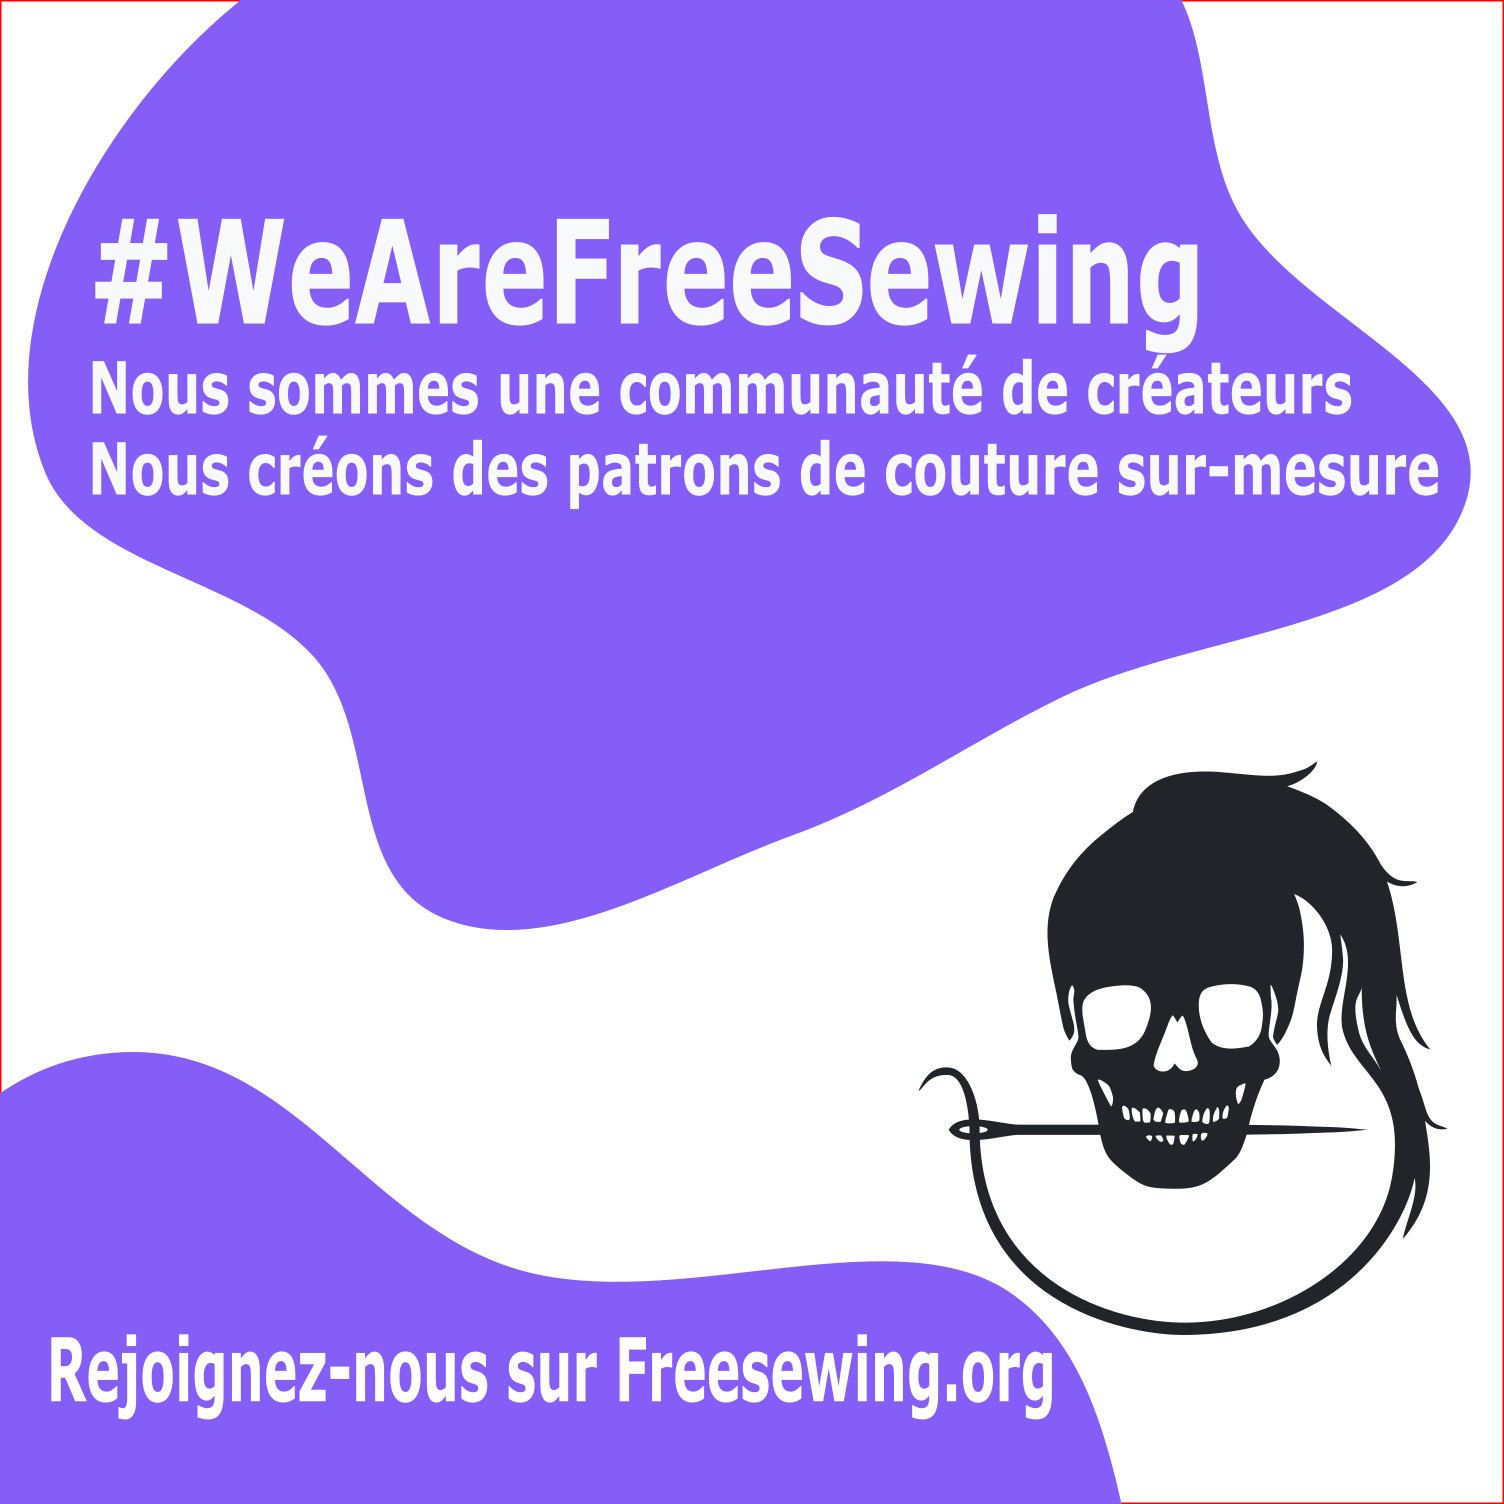 #WeAreFreeSewing
Nous sommes une communauté de créateurs
Nous créons des patrons de couture sur-mesure
Rejoignez-nous sur Freesewing.org